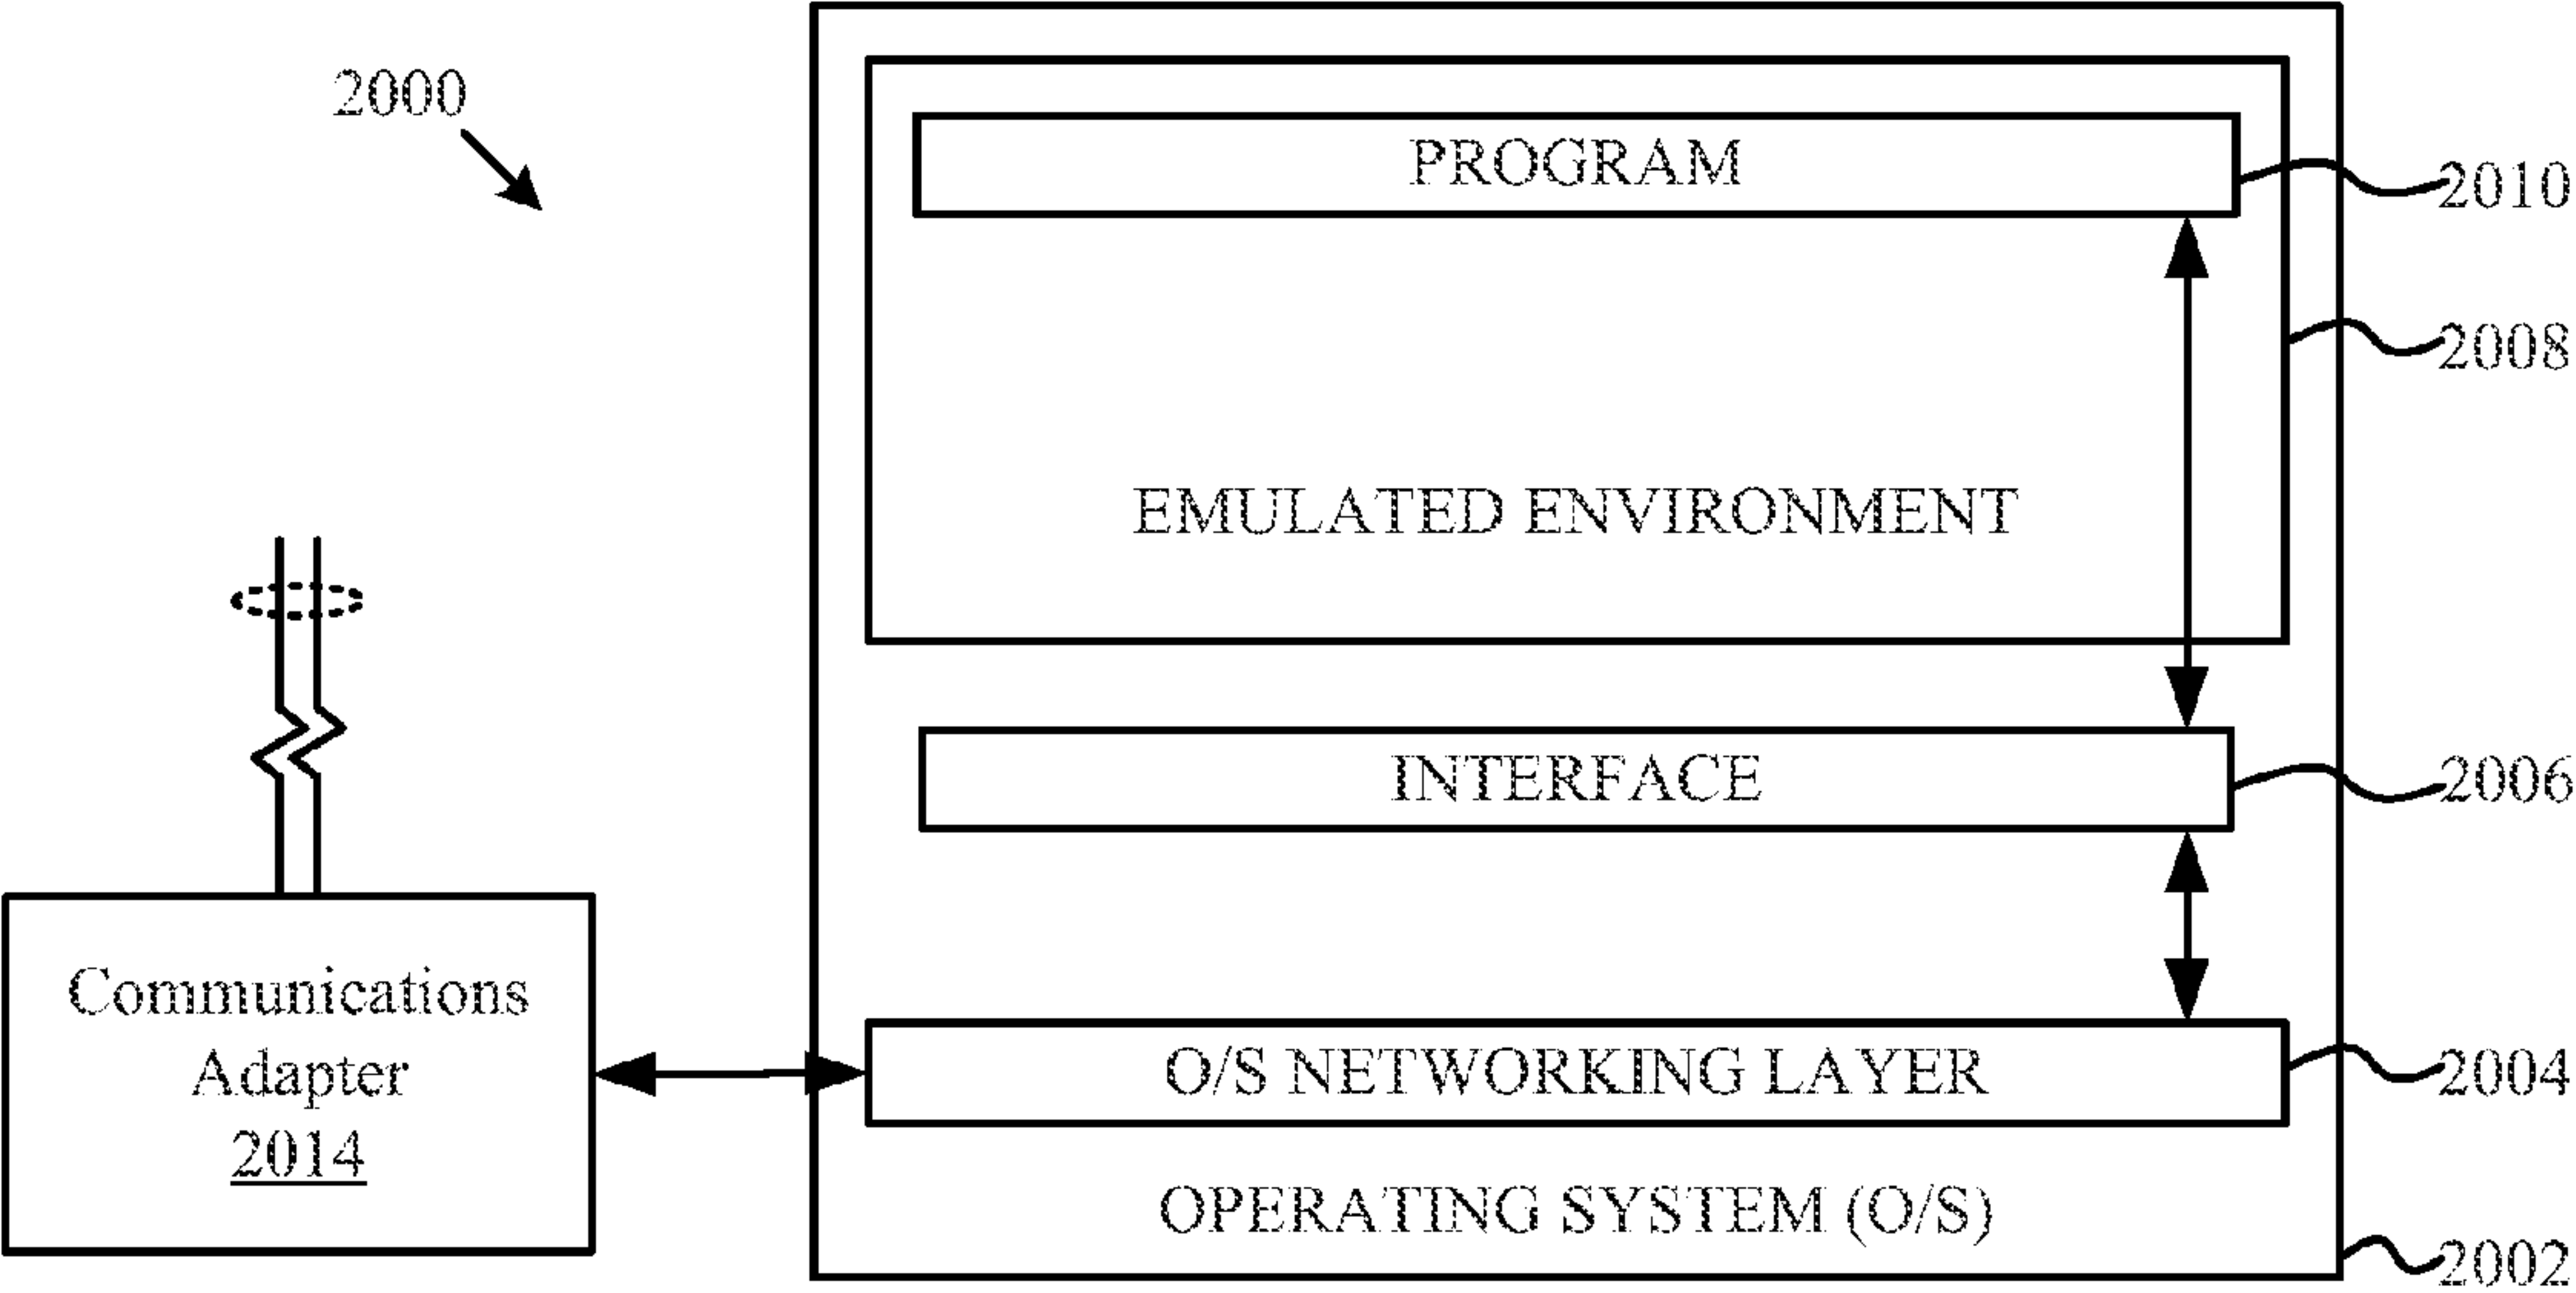 2000
PROGRAM
2010
2008
EMULATED ENVIRONMENT
INTERFACE
2006
Communications
Adapter
2014
O/S NETWORKING LAYER
2004
OPERATING SYSTEM (O/S)
2002